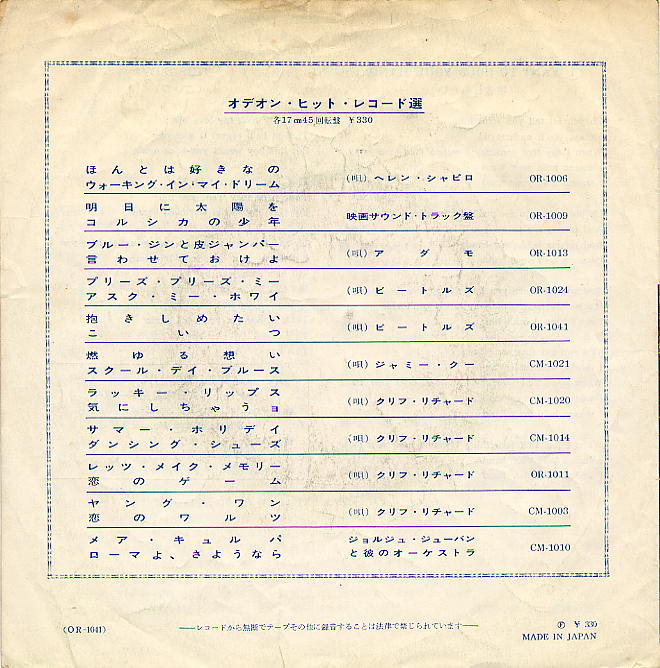 オデオン・ヒット・レコード選
各17cm45回転盤 ¥330
ほんとは好きなの
ウォーキング・イン・マイ・ドリーム (唄) ヘレン・シャピロ OR-1006
明日に太陽を
コルシカの少年 映画サウンド・トラック盤 OR-1009
ブルー・ジンと皮ジャンパー
言わせておけよ (唄) アダモ OR-1013
プリーズ・プリーズ・ミー
アスク・ミー・ホワイ (唄) ビートルズ OR-1024
抱きしめたい
こいつ (唄) ビートルズ OR-1041
燃ゆる想い
スクール・デイ・ブルース (唄) ジャミー・クー CM-1021
ラッキー・リップス
気にしちゃうョ (唄) クリフ・リチャード CM-1020
サマー・ホリデイ
ダンシング・シューズ (唄) クリフ・リチャード CM-1014
レッツ・メイク・メモリー
恋のゲーム (唄) クリフ・リチャード OR-1011
ヤング・ワン
恋のワルツ (唄) クリフ・リチャード CM-1003
メア・キュルパ ジョルジュ・ジューバン
ローマよ、さようなら と彼のオーケストラ CM-1010
(OR-1041) ——レコードから無断でテープその他に録音することは法律で禁じられています—— Ⓟ ¥ 330
MADE IN JAPAN